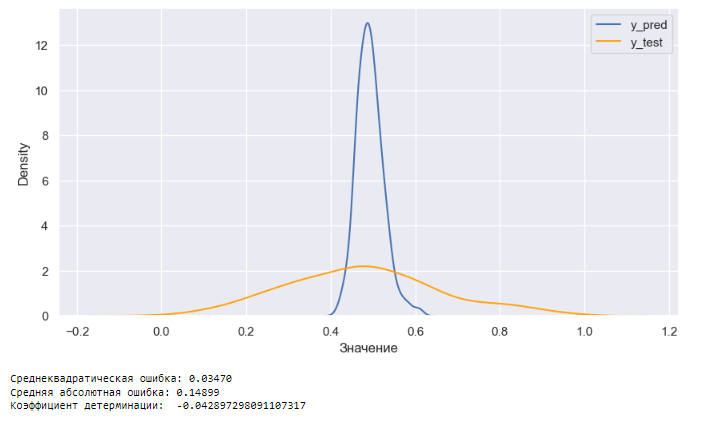 y_pred
y_test
12
10
8
6
4
2
0
Density
-0.2 0.0 0.2 0.4 0.6 0.8 1.0 1.2
Значение
Среднеквадратическая ошибка: 0.03470
Средняя абсолютная ошибка: 0.14899
Коэффициент детерминации:  -0.042897298091107317